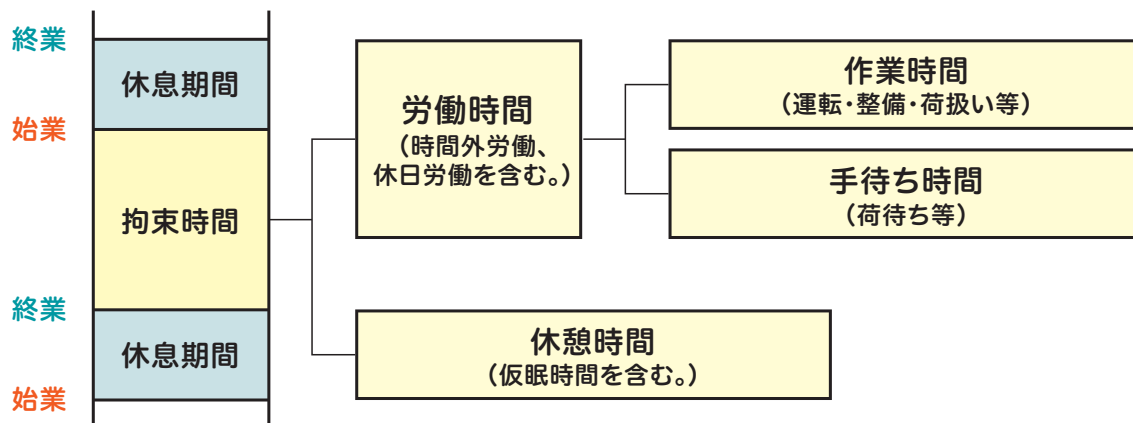 終業
休息期間
始業
拘束時間
終業
休息期間
始業
労働時間
（時間外労働、
休日労働を含む。）
作業時間
（運転・整備・荷扱い等）
手待ち時間
（荷待ち等）
休憩時間
（仮眠時間を含む。）